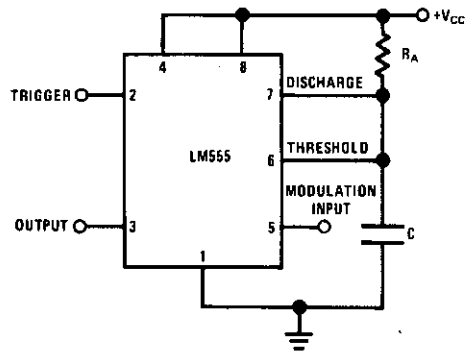 +VCC
4
8
RA
TRIGGER
2
7
DISCHARGE
LM555
6
THRESHOLD
MODULATION
INPUT
OUTPUT
3
5
C
1